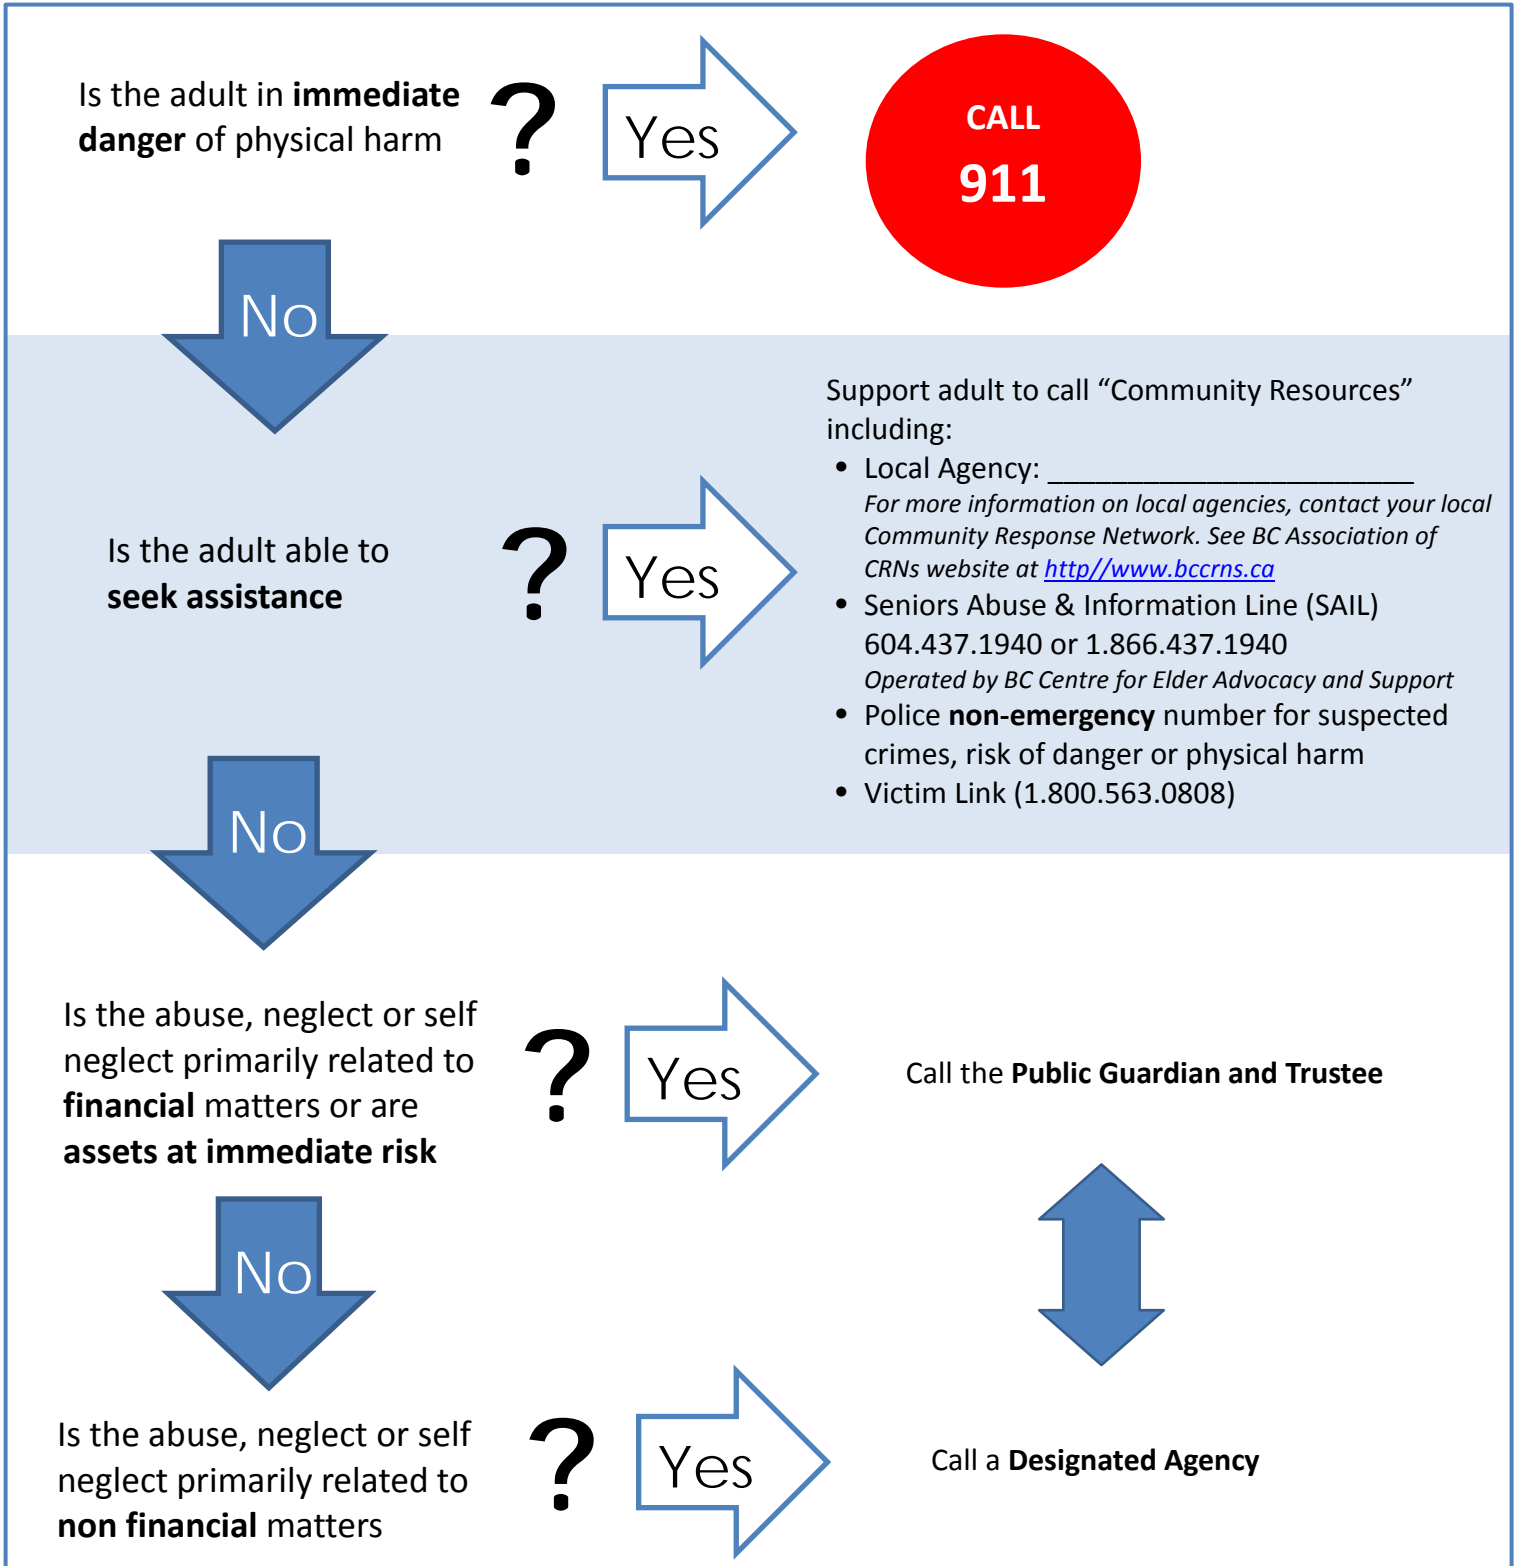 Is the adult in immediate
danger of physical harm
?
Yes
CALL
911
No
Is the adult able to
seek assistance
?
Yes
Support adult to call “Community Resources”
including:
• Local Agency: _______________________
For more information on local agencies, contact your local
Community Response Network. See BC Association of
CRNs website at http//www.bccrns.ca
• Seniors Abuse & Information Line (SAIL)
604.437.1940 or 1.866.437.1940
Operated by BC Centre for Elder Advocacy and Support
• Police non-emergency number for suspected
crimes, risk of danger or physical harm
• Victim Link (1.800.563.0808)
No
Is the abuse, neglect or self
neglect primarily related to
financial matters or are
assets at immediate risk
?
Yes
Call the Public Guardian and Trustee
No
Is the abuse, neglect or self
neglect primarily related to
non financial matters
?
Yes
Call a Designated Agency